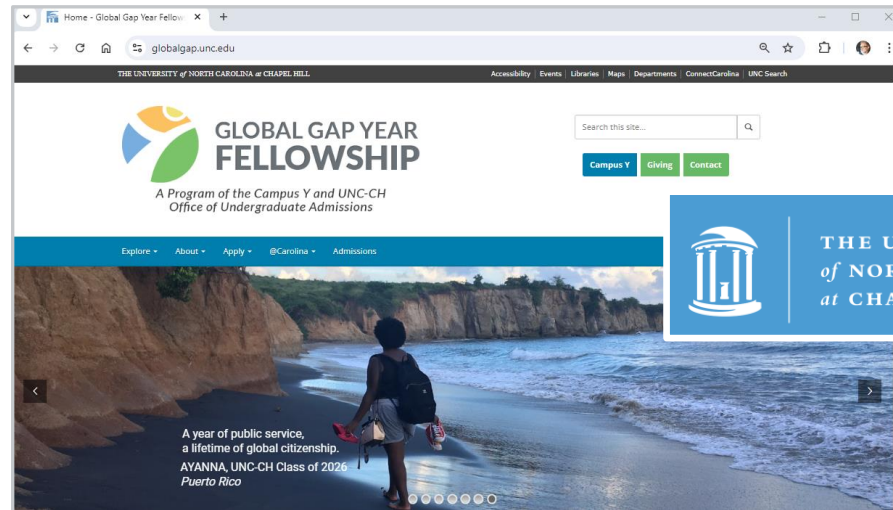 Home - Global Gap Year Fellow
globalgap.unc.edu
THE UNIVERSITY of NORTH CAROLINA at CHAPEL HILL
Accessibility | Events | Libraries | Maps | Departments | ConnectCarolina | UNC Search
GLOBAL GAP YEAR
FELLOWSHIP
A Program of the Campus Y and UNC-CH
Office of Undergraduate Admissions
Search this site...
Campus Y Giving Contact
Explore About Apply @Carolina Admissions
THE U
of NOR
at CHA
A year of public service,
a lifetime of global citizenship.
AYANNA, UNC-CH Class of 2026
Puerto Rico